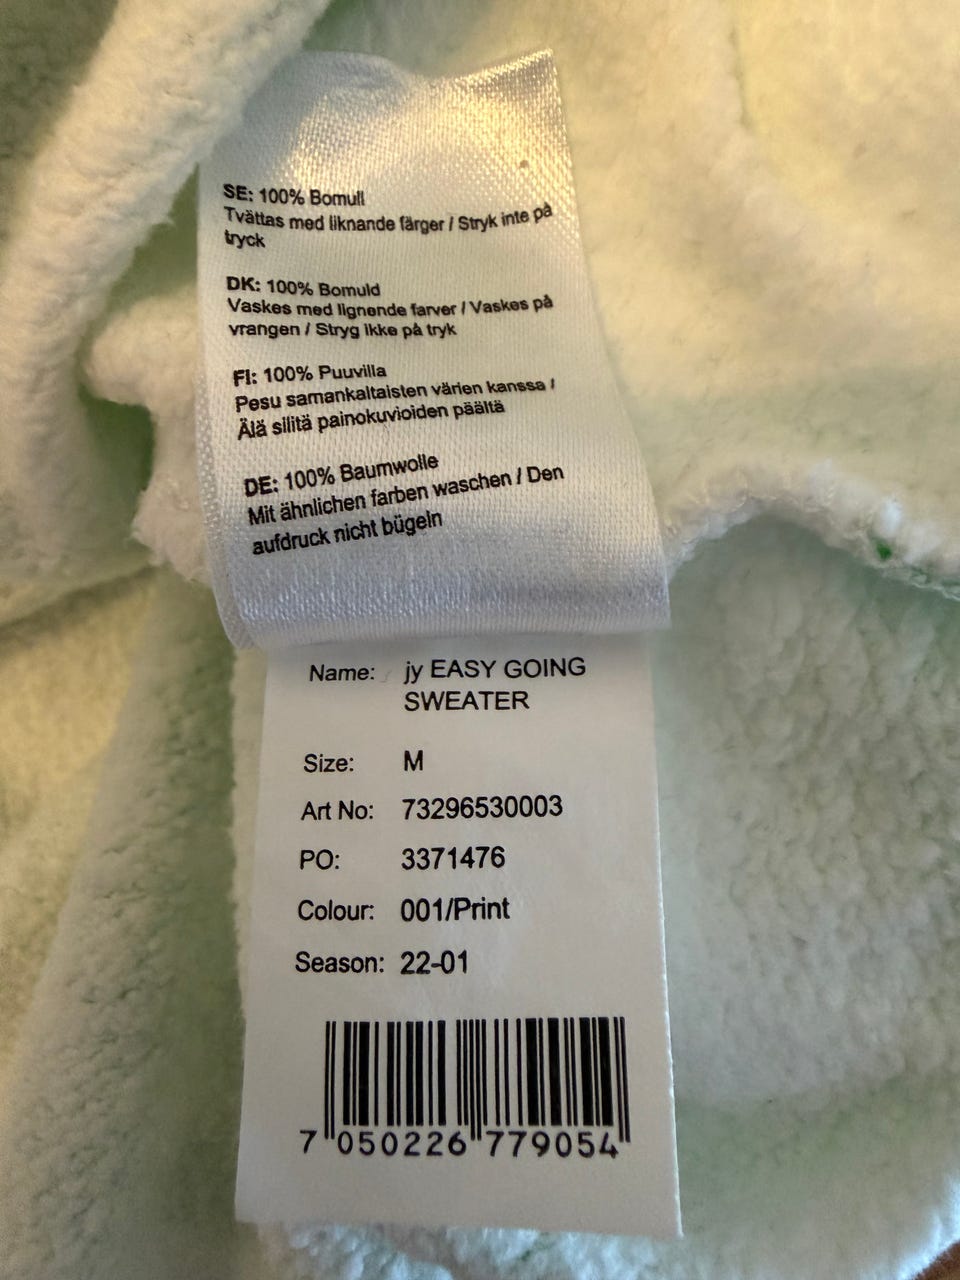 SE: 100% Bomull
Tvättas med liknande färger / Stryk inte på
tryck
DK: 100% Bomuld
Vaskes med lignende farver / Vaskes på
vrangen / Stryg ikke på tryk
FI: 100% Puuvilla
Pesu samankaltaisten värien kanssa /
Älä silitä painokuvioiden päältä
DE: 100% Baumwolle
Mit ähnlichen farben waschen / Den
aufdruck nicht bügeln
Name: jy EASY GOING
SWEATER
Size: M
Art No: 73296530003
PO: 3371476
Colour: 001/Print
Season: 22-01
7 050226 779054